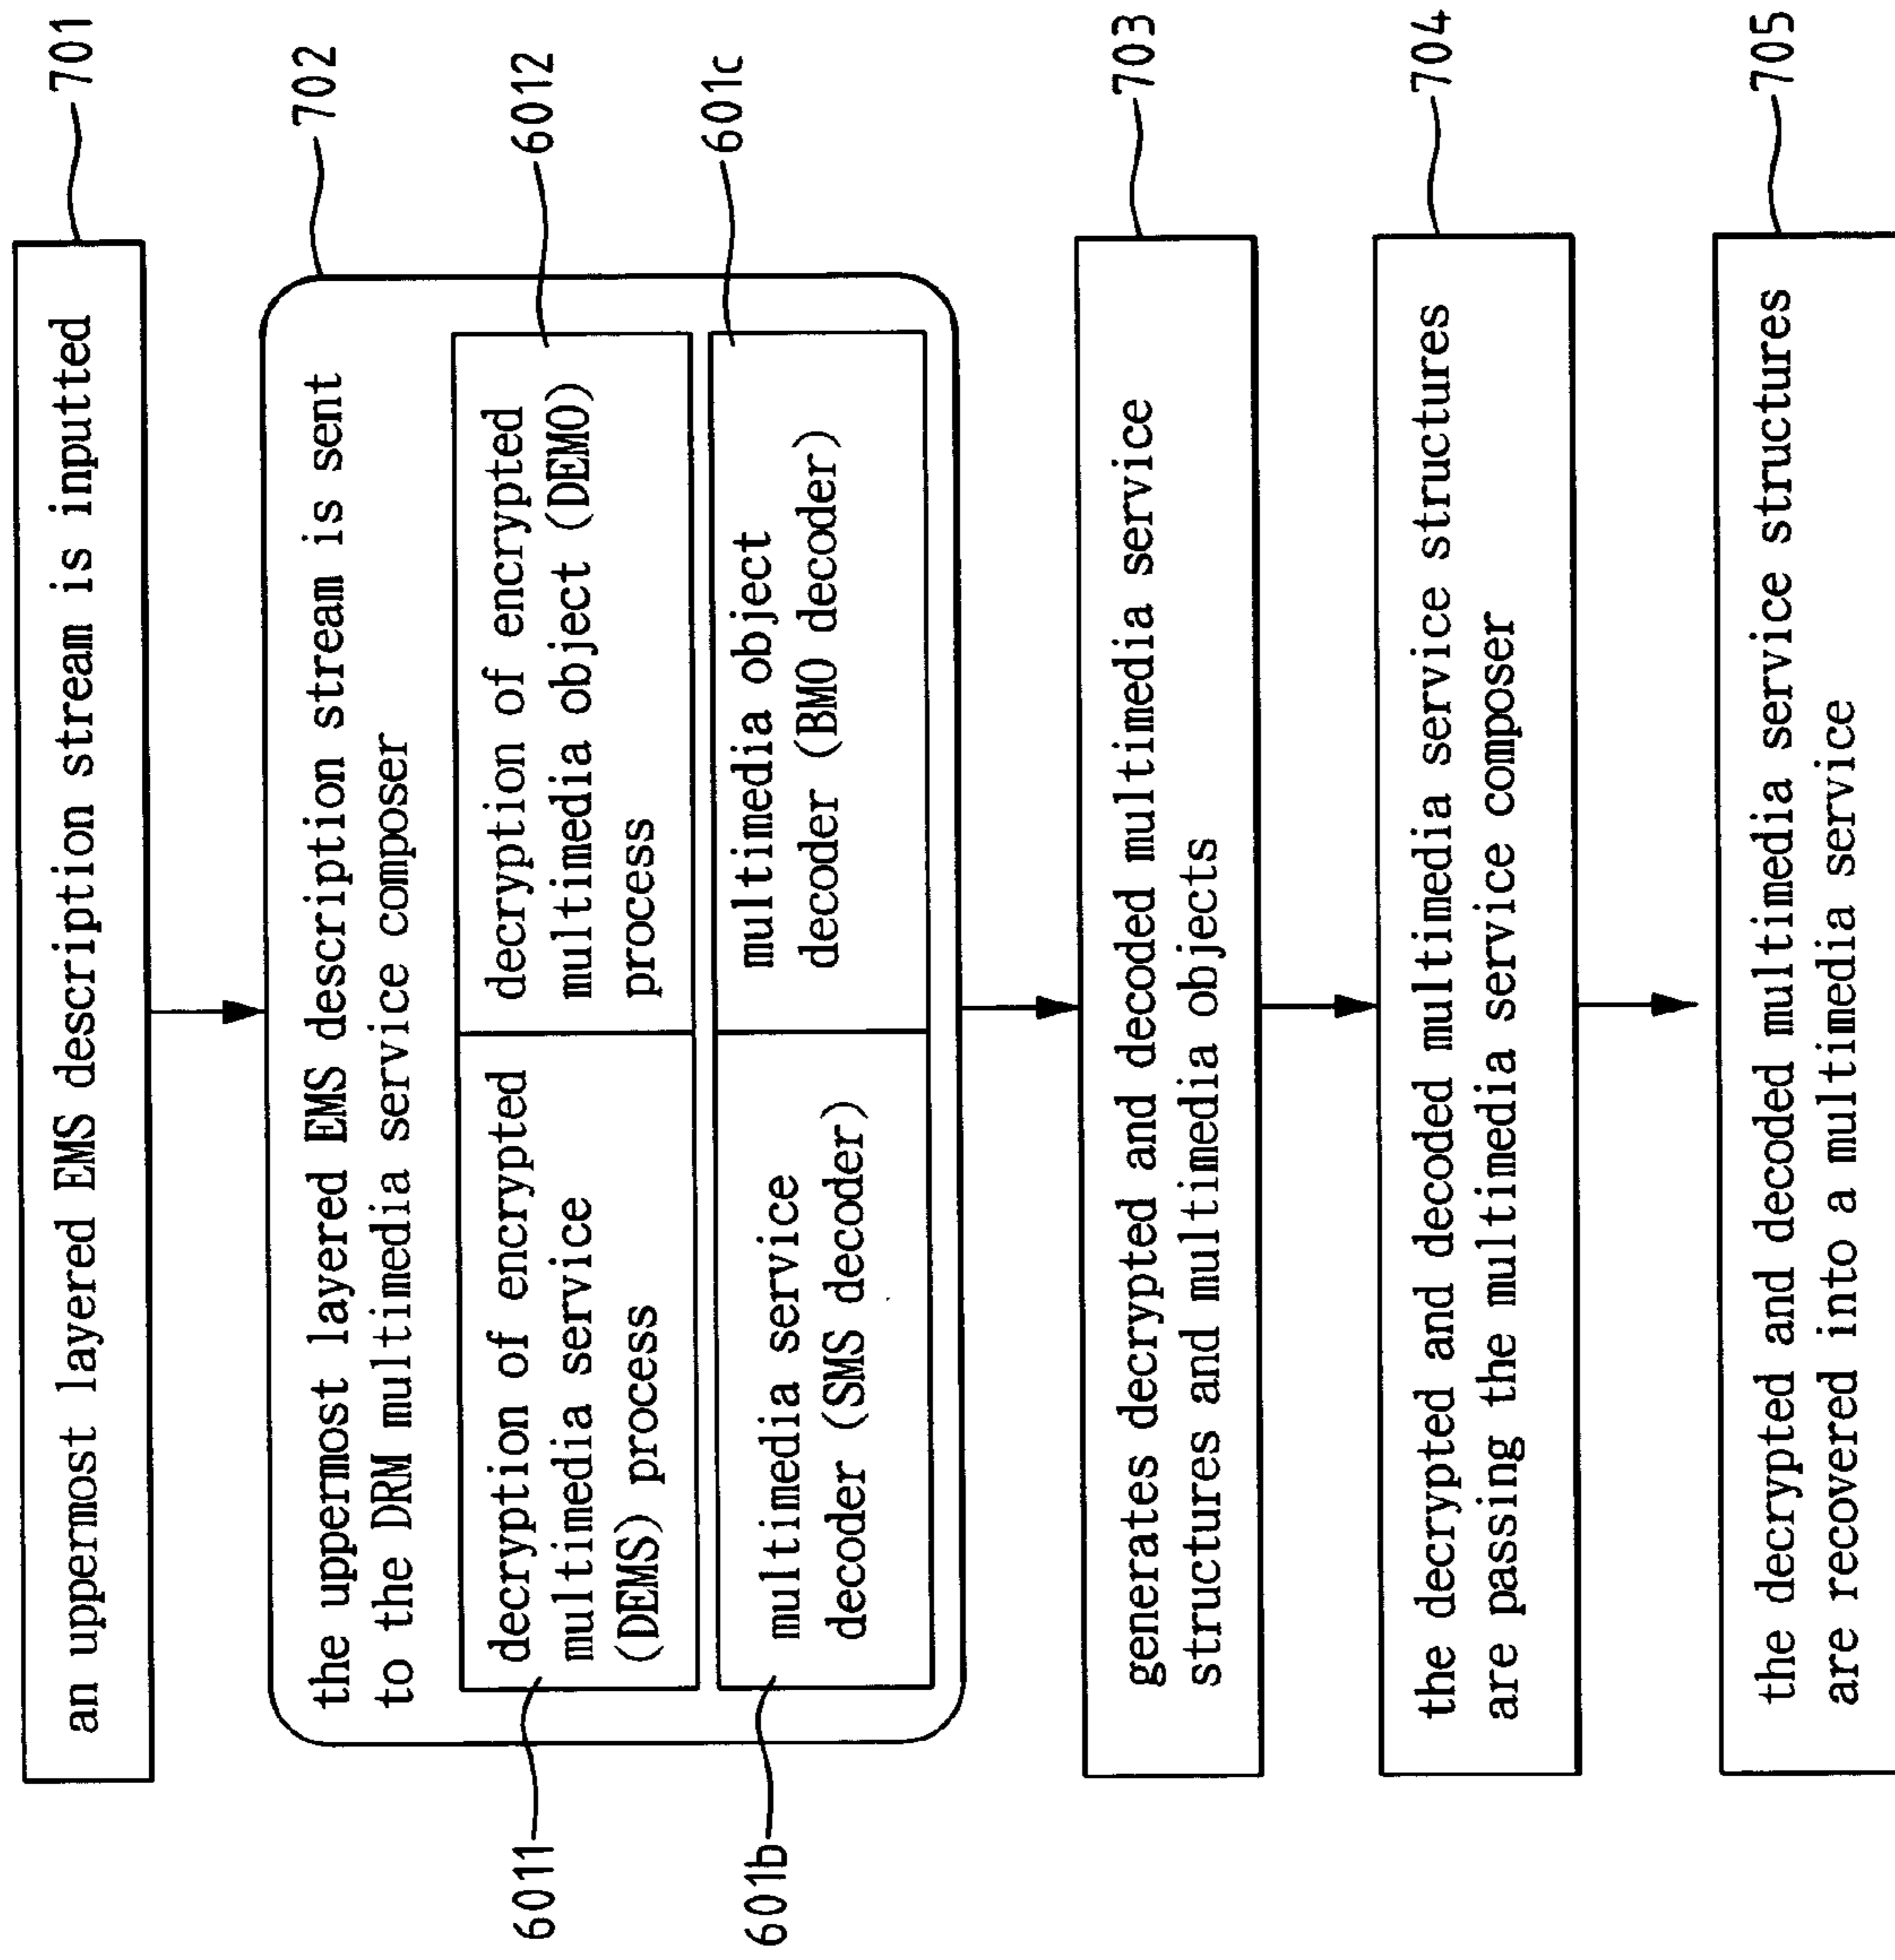 an uppermost layered EMS description stream is inputted
701
702
the uppermost layered EMS description stream is sent
to the DRM multimedia service composer
6011
decryption of encrypted
multimedia service
(DEMS) process
decryption of encrypted
multimedia object (DEMO)
process
6012
601b
multimedia service
decoder (SMS decoder)
multimedia object
decoder (BMO decoder)
601c
generates decrypted and decoded multimedia service
structures and multimedia objects
703
the decrypted and decoded multimedia service structures
are passing the multimedia service composer
704
the decrypted and decoded multimedia service structures
are recovered into a multimedia service
705